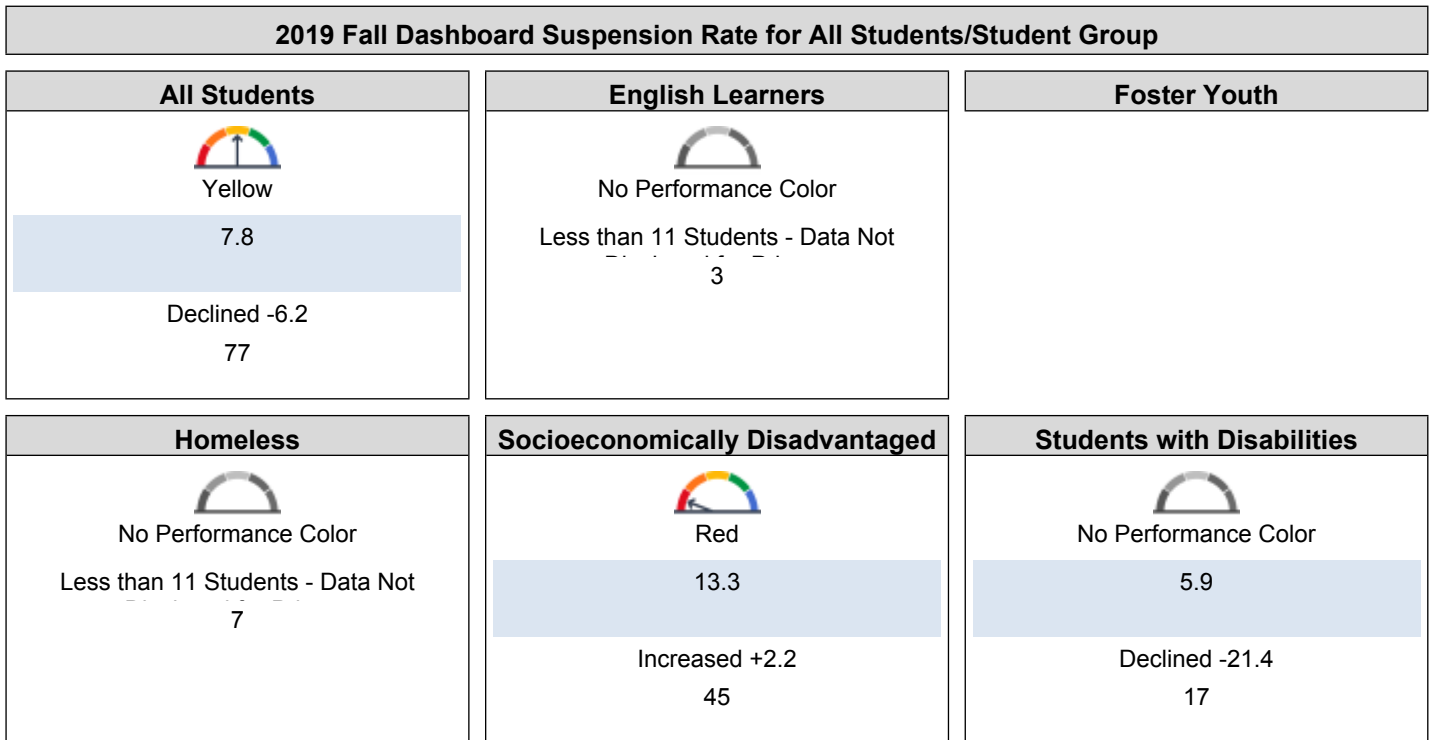 2019 Fall Dashboard Suspension Rate for All Students/Student Group
All Students
Yellow
7.8
Declined -6.2
77
English Learners
No Performance Color
Less than 11 Students - Data Not
3
Foster Youth
Homeless
No Performance Color
Less than 11 Students - Data Not
7
Socioeconomically Disadvantaged
Red
13.3
Increased +2.2
45
Students with Disabilities
No Performance Color
5.9
Declined -21.4
17